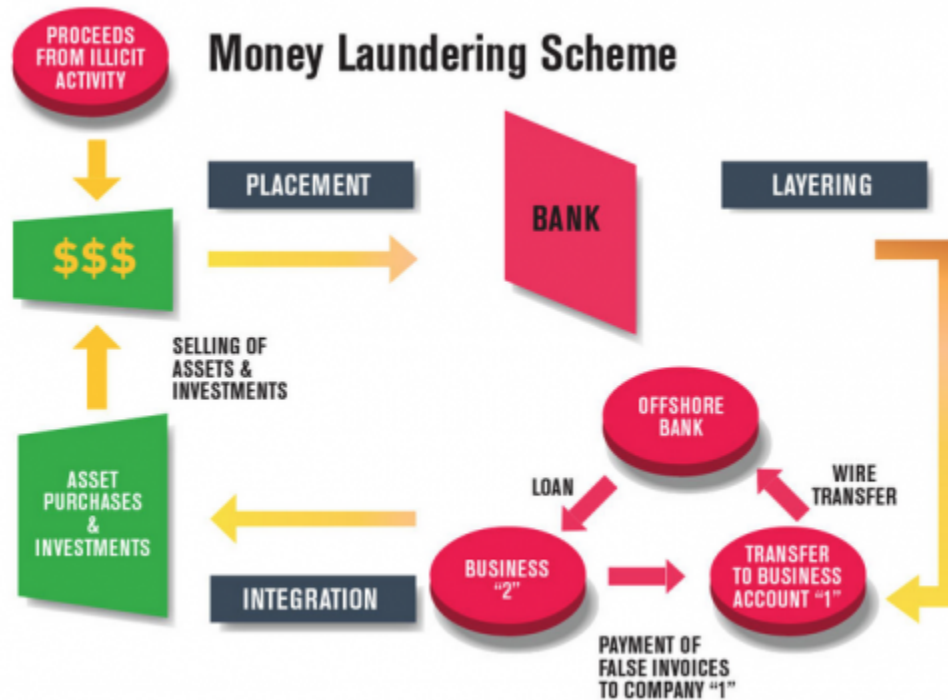 PROCEEDS
FROM ILLICIT
ACTIVITY
Money Laundering Scheme
PLACEMENT
BANK
LAYERING
$$$
SELLING OF
ASSETS &
INVESTMENTS
OFFSHORE
BANK
LOAN
WIRE
TRANSFER
ASSET
PURCHASES
&
INVESTMENTS
BUSINESS
"2"
TRANSFER
TO BUSINESS
ACCOUNT "1"
INTEGRATION
PAYMENT OF
FALSE INVOICES
TO COMPANY "1"